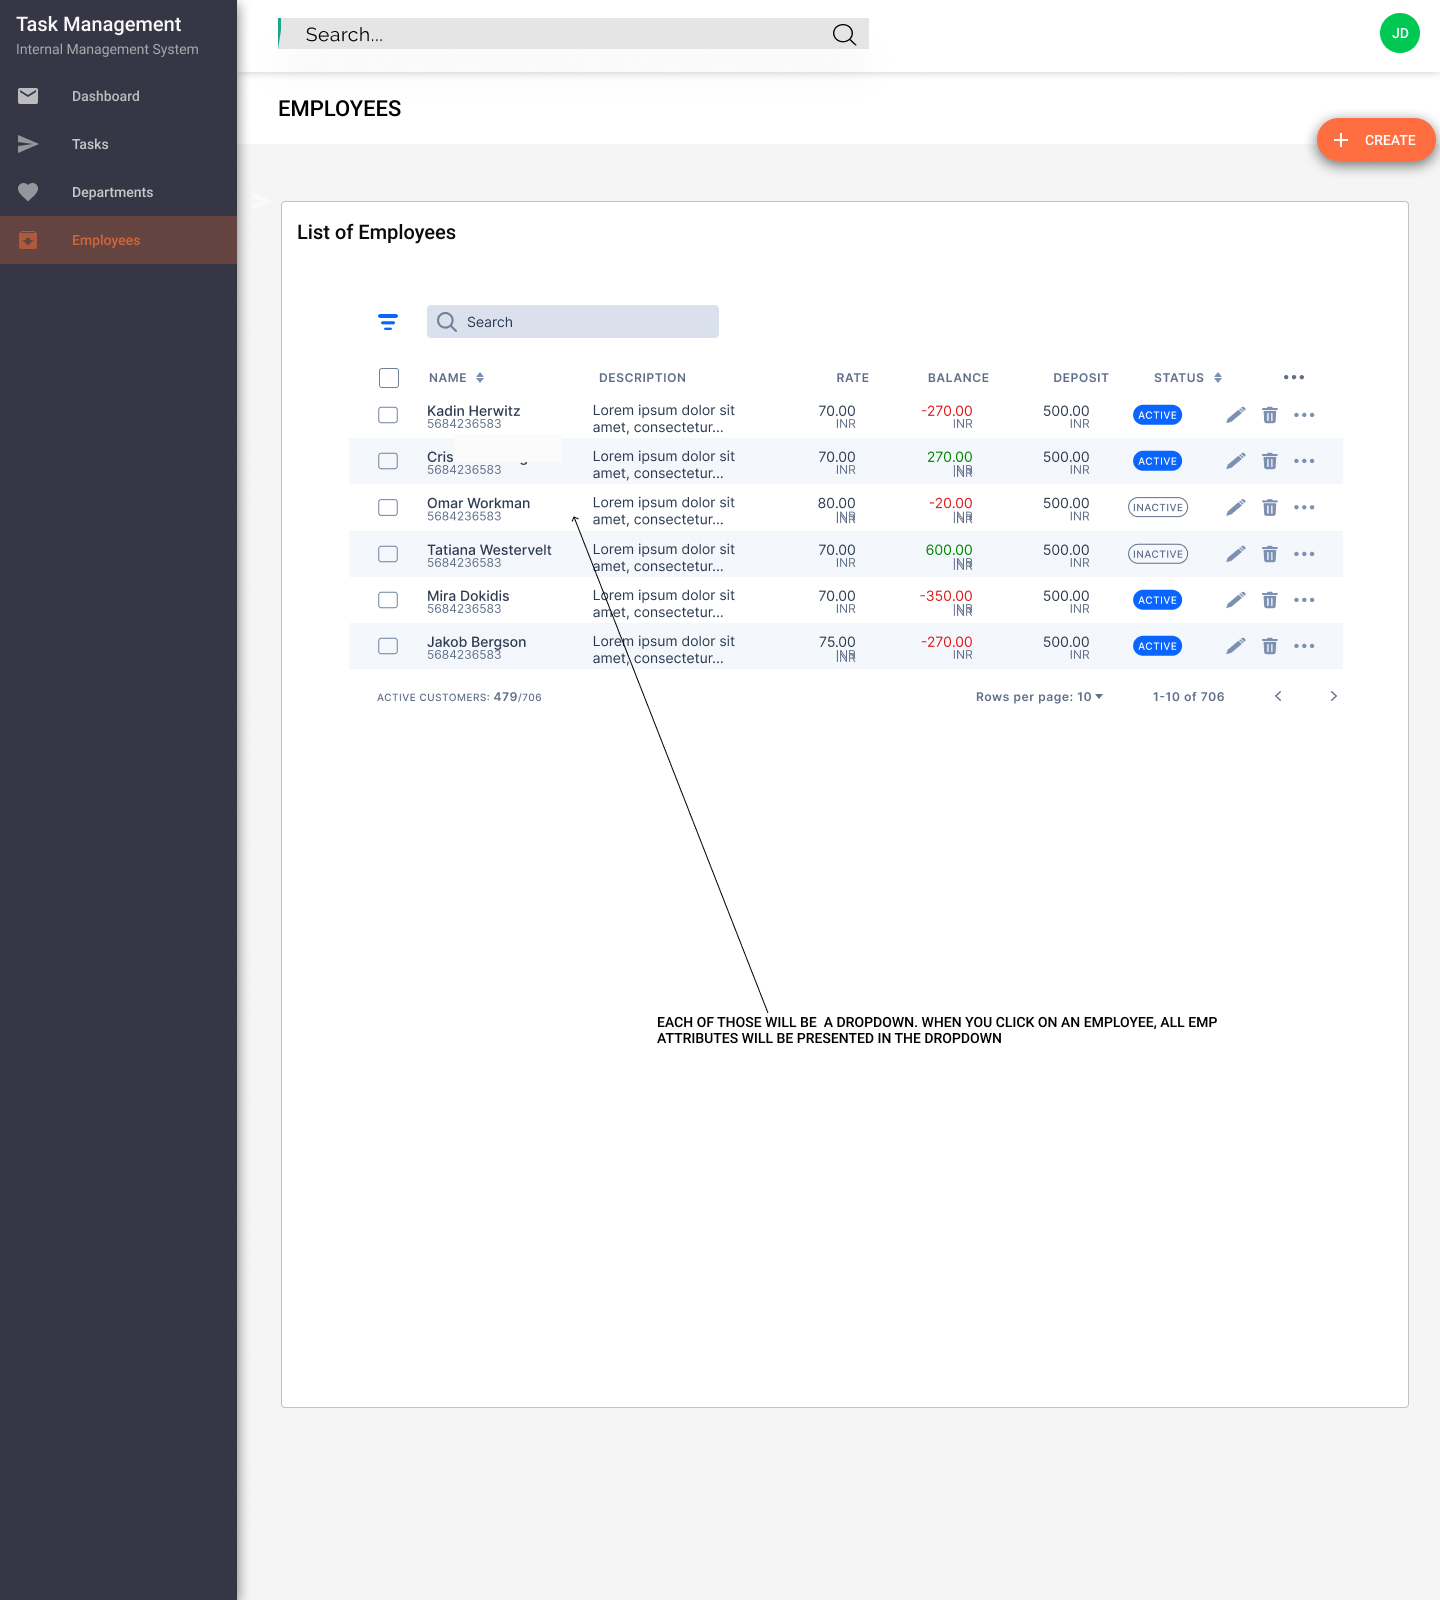 Task Management
Internal Management System
Dashboard
Tasks
Departments
Employees
Search...
JD
EMPLOYEES
CREATE
List of Employees
Search
NAME DESCRIPTION RATE BALANCE DEPOSIT STATUS
Kadin Herwitz Lorem ipsum dolor sit 70.00 -270.00 500.00 ACTIVE
5684236583 amet, consectetur... INR INR INR
Cris Lorem ipsum dolor sit 70.00 270.00 500.00 ACTIVE
5684236583 amet, consectetur... INR INR INR
Omar Workman Lorem ipsum dolor sit 80.00 -20.00 500.00 INACTIVE
5684236583 amet, consectetur... INR INR INR
Tatiana Westervelt Lorem ipsum dolor sit 70.00 600.00 500.00 INACTIVE
5684236583 amet, consectetur... INR INR INR
Mira Dokidis Lorem ipsum dolor sit 70.00 -350.00 500.00 ACTIVE
5684236583 amet, consectetur... INR INR INR
Jakob Bergson Lorem ipsum dolor sit 75.00 -270.00 500.00 ACTIVE
5684236583 amet, consectetur... INR INR INR
ACTIVE CUSTOMERS: 479/706 Rows per page: 10 1-10 of 706
EACH OF THOSE WILL BE A DROPDOWN. WHEN YOU CLICK ON AN EMPLOYEE, ALL EMP
ATTRIBUTES WILL BE PRESENTED IN THE DROPDOWN